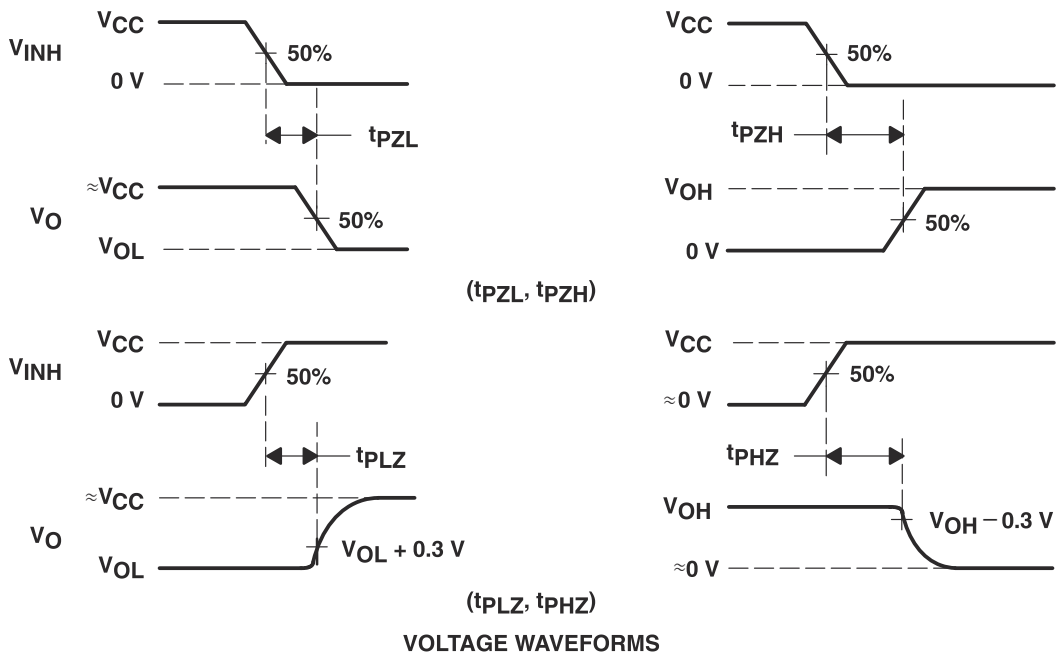 VCC
VINH
50%
0 V
tPZL
≈VCC
VO
50%
VOL
VCC
50%
0 V
tPZH
VOH
50%
0 V
(tPZL, tPZH)
VCC
VINH
50%
0 V
tPLZ
≈VCC
VO
VOL + 0.3 V
VOL
VCC
50%
≈0 V
tPHZ
VOH
VOH − 0.3 V
≈0 V
(tPLZ, tPHZ)
VOLTAGE WAVEFORMS